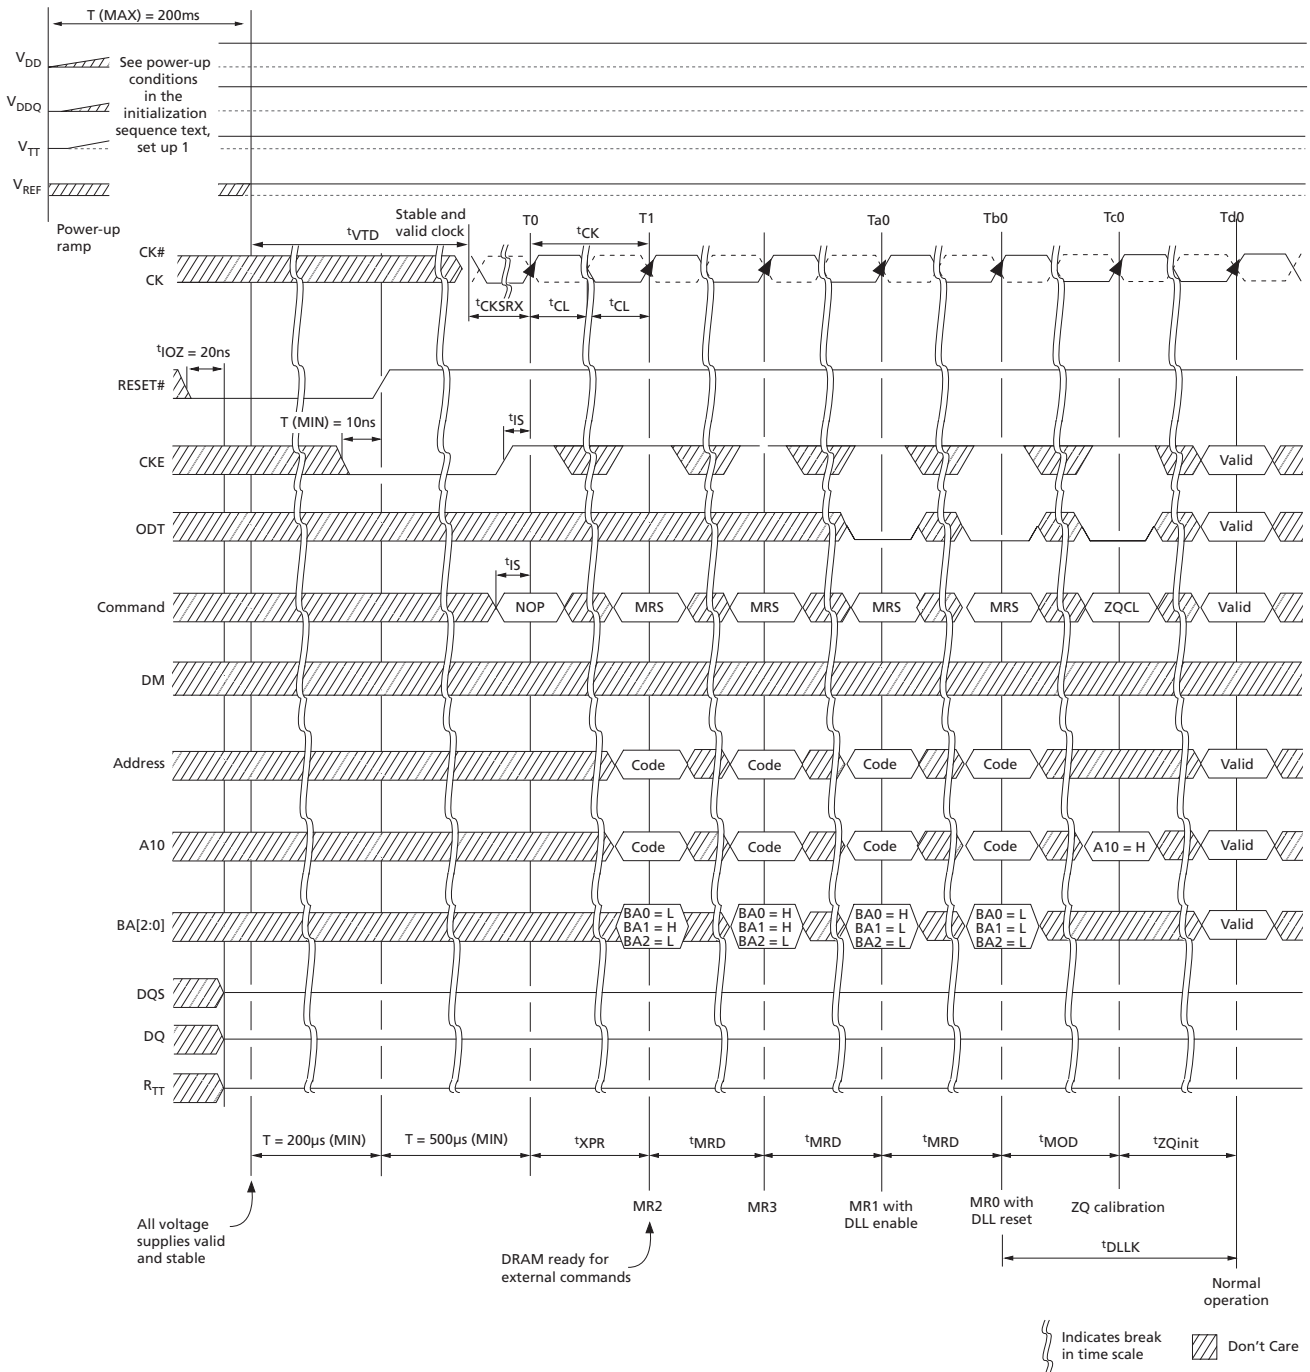 T (MAX) = 200ms
VDD
See power-up
conditions
in the
initialization
sequence text,
set up 1
VDDQ
VTT
VREF
Power-up
ramp
Stable and
valid clock
T0
T1
Ta0
Tb0
Tc0
Td0
tVTD
tCK
CK#
CK
tCKSRX
tCL
tCL
tIOZ = 20ns
RESET#
T (MIN) = 10ns
tIS
CKE
Valid
ODT
Valid
tIS
Command
NOP
MRS
MRS
MRS
MRS
ZQCL
Valid
DM
Address
Code
Code
Code
Code
Valid
A10
Code
Code
Code
Code
A10 = H
Valid
BA[2:0]
BA0 = L
BA1 = H
BA2 = L
BA0 = H
BA1 = H
BA2 = L
BA0 = H
BA1 = L
BA2 = L
BA0 = L
BA1 = L
BA2 = L
Valid
DQS
DQ
RTT
T = 200µs (MIN)
T = 500µs (MIN)
tXPR
tMRD
tMRD
tMRD
tMOD
tZQinit
MR2
MR3
MR1 with
DLL enable
MR0 with
DLL reset
ZQ calibration
All voltage
supplies valid
and stable
DRAM ready for
external commands
tDLLK
Normal
operation
Indicates break
in time scale
Don't Care